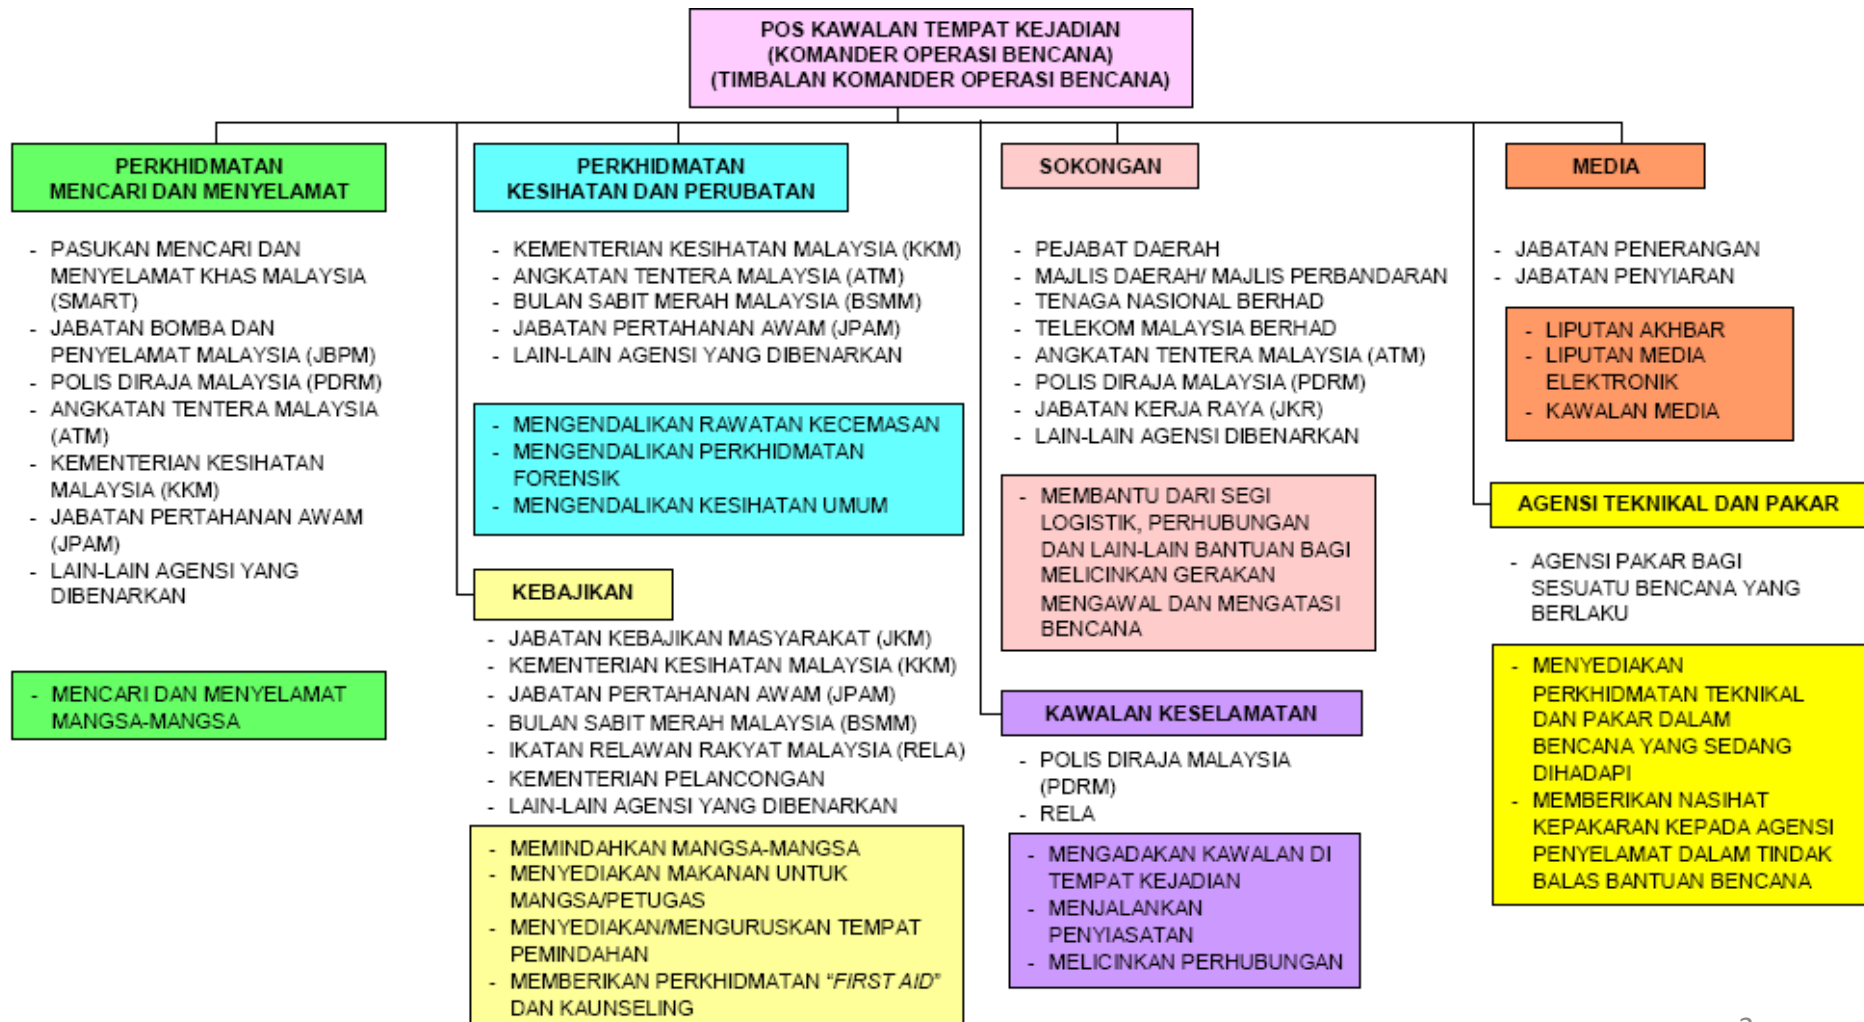 POS KAWALAN TEMPAT KEJADIAN
(KOMANDER OPERASI BENCANA)
(TIMBALAN KOMANDER OPERASI BENCANA)
PERKHIDMATAN
MENCARI DAN MENYELAMAT
- PASUKAN MENCARI DAN
MENYELAMAT KHAS MALAYSIA
(SMART)
- JABATAN BOMBA DAN
PENYELAMAT MALAYSIA (JBPM)
- POLIS DIRAJA MALAYSIA (PDRM)
- ANGKATAN TENTERA MALAYSIA
(ATM)
- KEMENTERIAN KESIHATAN
MALAYSIA (KKM)
- JABATAN PERTAHANAN AWAM
(JPAM)
- LAIN-LAIN AGENSI YANG
DIBENARKAN
- MENCARI DAN MENYELAMAT
MANGSA-MANGSA
PERKHIDMATAN
KESIHATAN DAN PERUBATAN
- KEMENTERIAN KESIHATAN MALAYSIA (KKM)
- ANGKATAN TENTERA MALAYSIA (ATM)
- BULAN SABIT MERAH MALAYSIA (BSMM)
- JABATAN PERTAHANAN AWAM (JPAM)
- LAIN-LAIN AGENSI YANG DIBENARKAN
- MENGENDALIKAN RAWATAN KECEMASAN
- MENGENDALIKAN PERKHIDMATAN
FORENSIK
- MENGENDALIKAN KESIHATAN UMUM
KEBAJIKAN
- JABATAN KEBAJIKAN MASYARAKAT (JKM)
- KEMENTERIAN KESIHATAN MALAYSIA (KKM)
- JABATAN PERTAHANAN AWAM (JPAM)
- BULAN SABIT MERAH MALAYSIA (BSMM)
- IKATAN RELAWAN RAKYAT MALAYSIA (RELA)
- KEMENTERIAN PELANCONGAN
- LAIN-LAIN AGENSI YANG DIBENARKAN
- MEMINDAHKAN MANGSA-MANGSA
- MENYEDIAKAN MAKANAN UNTUK
MANGSA/PETUGAS
- MENYEDIAKAN/MENGURUSKAN TEMPAT
PEMINDAHAN
- MEMBERIKAN PERKHIDMATAN “FIRST AID”
DAN KAUNSELING
SOKONGAN
- PEJABAT DAERAH
- MAJLIS DAERAH/ MAJLIS PERBANDARAN
- TENAGA NASIONAL BERHAD
- TELEKOM MALAYSIA BERHAD
- ANGKATAN TENTERA MALAYSIA (ATM)
- POLIS DIRAJA MALAYSIA (PDRM)
- JABATAN KERJA RAYA (JKR)
- LAIN-LAIN AGENSI DIBENARKAN
- MEMBANTU DARI SEGI
LOGISTIK, PERHUBUNGAN
DAN LAIN-LAIN BANTUAN BAGI
MELICINKAN GERAKAN
MENGAWAL DAN MENGATASI
BENCANA
KAWALAN KESELAMATAN
- POLIS DIRAJA MALAYSIA
(PDRM)
- RELA
- MENGADAKAN KAWALAN DI
TEMPAT KEJADIAN
- MENJALANKAN
PENYIASATAN
- MELICINKAN PERHUBUNGAN
MEDIA
- JABATAN PENERANGAN
- JABATAN PENYIARAN
- LIPUTAN AKHBAR
- LIPUTAN MEDIA
ELEKTRONIK
- KAWALAN MEDIA
AGENSI TEKNIKAL DAN PAKAR
- AGENSI PAKAR BAGI
SESUATU BENCANA YANG
BERLAKU
- MENYEDIAKAN
PERKHIDMATAN TEKNIKAL
DAN PAKAR DALAM
BENCANA YANG SEDANG
DIHADAPI
- MEMBERIKAN NASIHAT
KEPAKARAN KEPADA AGENSI
PENYELAMAT DALAM TINDAK
BALAS BANTUAN BENCANA